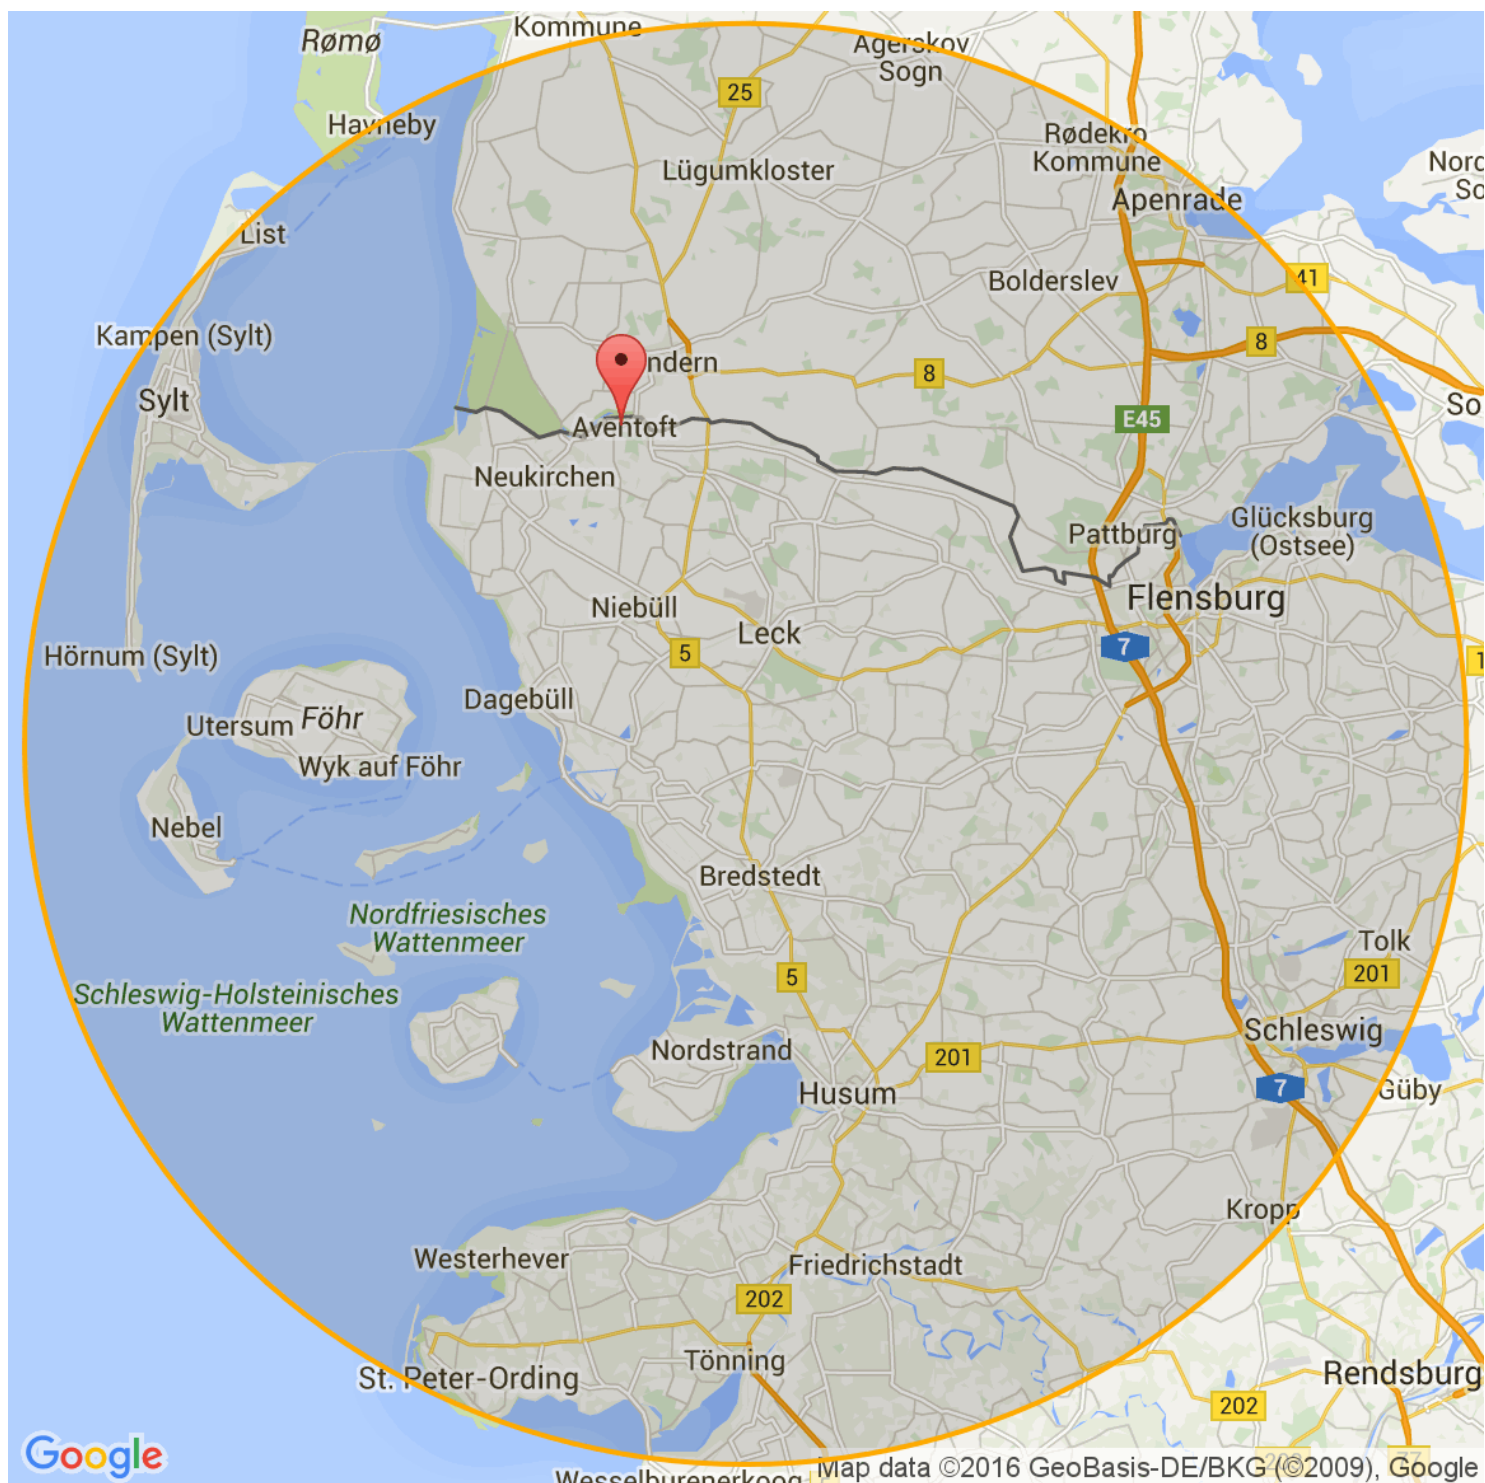 Kommune
Rømø
Agerskov
Sogn
25
Havneby
Rødekro
Kommune
Lügumkloster
Apenrade
List
Bolderslev
41
Kampen (Sylt)
8
ndern
8
Sylt
E45
Aventoft
Neukirchen
Glücksburg
(Ostsee)
Pattburg
Flensburg
Niebüll
Leck
7
5
Hörnum (Sylt)
Dagebüll
Utersum
Föhr
Wyk auf Föhr
Nebel
Bredstedt
Nordfriesisches
Wattenmeer
Tolk
201
5
Schleswig-Holsteinisches
Wattenmeer
Schleswig
Nordstrand
201
Husum
7
Güby
Kropp
Westerhever
Friedrichstadt
202
Tönning
St. Peter-Ording
Rendsburg
202
Google
Wesselburenerkoog
Map data ©2016 GeoBasis-DE/BKG (©2009), Google